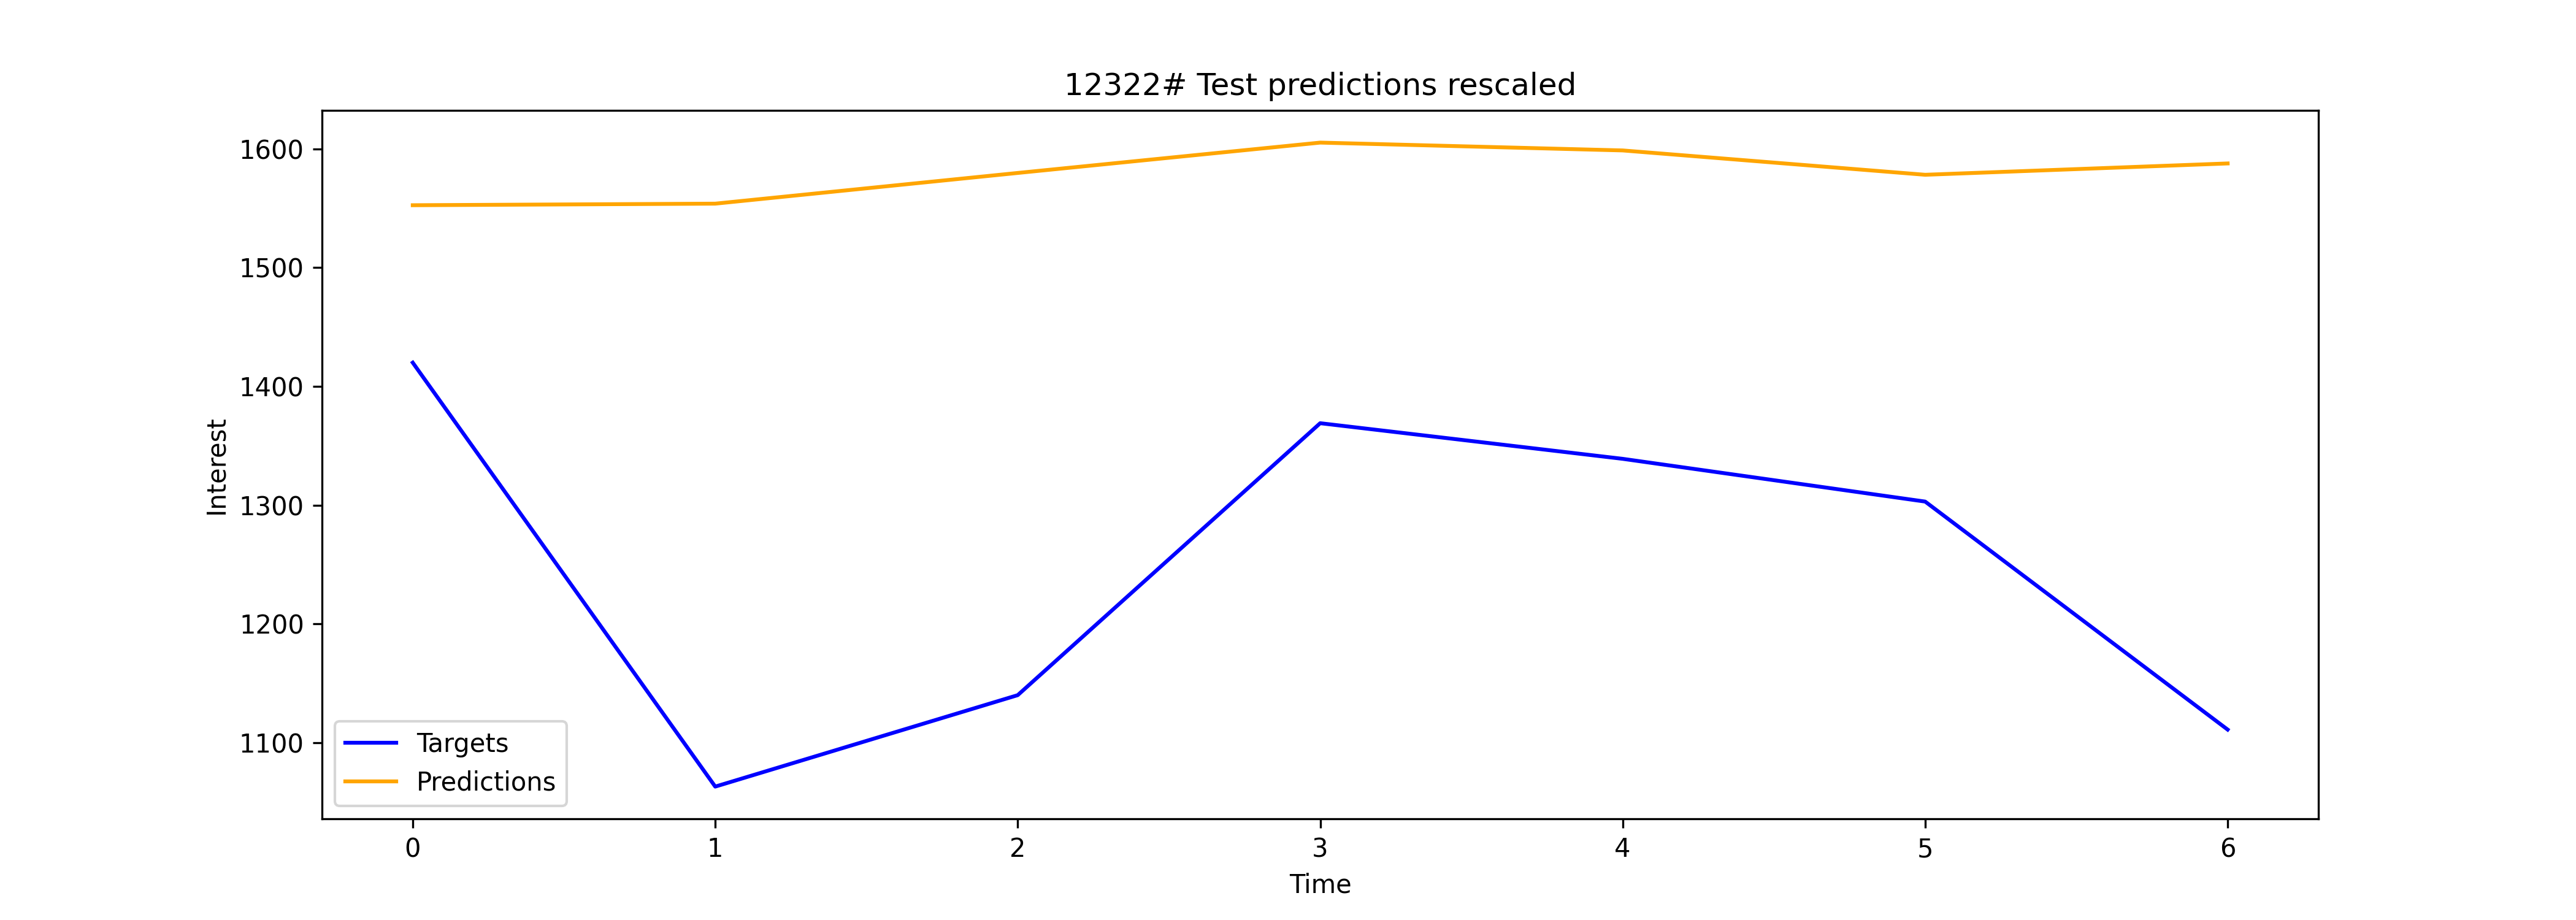 12322# Test predictions rescaled
1600
1500
1400
1300
1200
1100
Interest
Targets
Predictions
0 1 2 3 4 5 6
Time